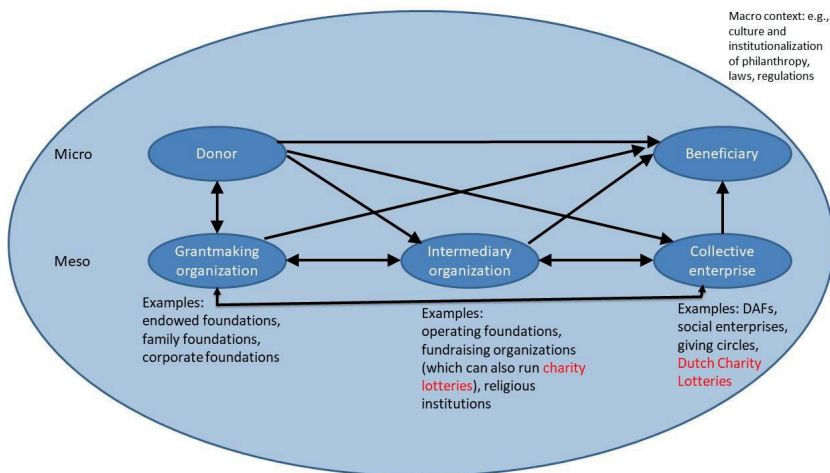 Macro context: e.g.,
culture and
institutionalization
of philanthropy,
laws, regulations
Micro
Donor
Beneficiary
Meso
Grantmaking
organization
Intermediary
organization
Collective
enterprise
Examples:
endowed foundations,
family foundations,
corporate foundations
Examples:
operating foundations,
fundraising organizations
(which can also run charity
lotteries), religious
institutions
Examples: DAFs,
social enterprises,
giving circles,
Dutch Charity
Lotteries